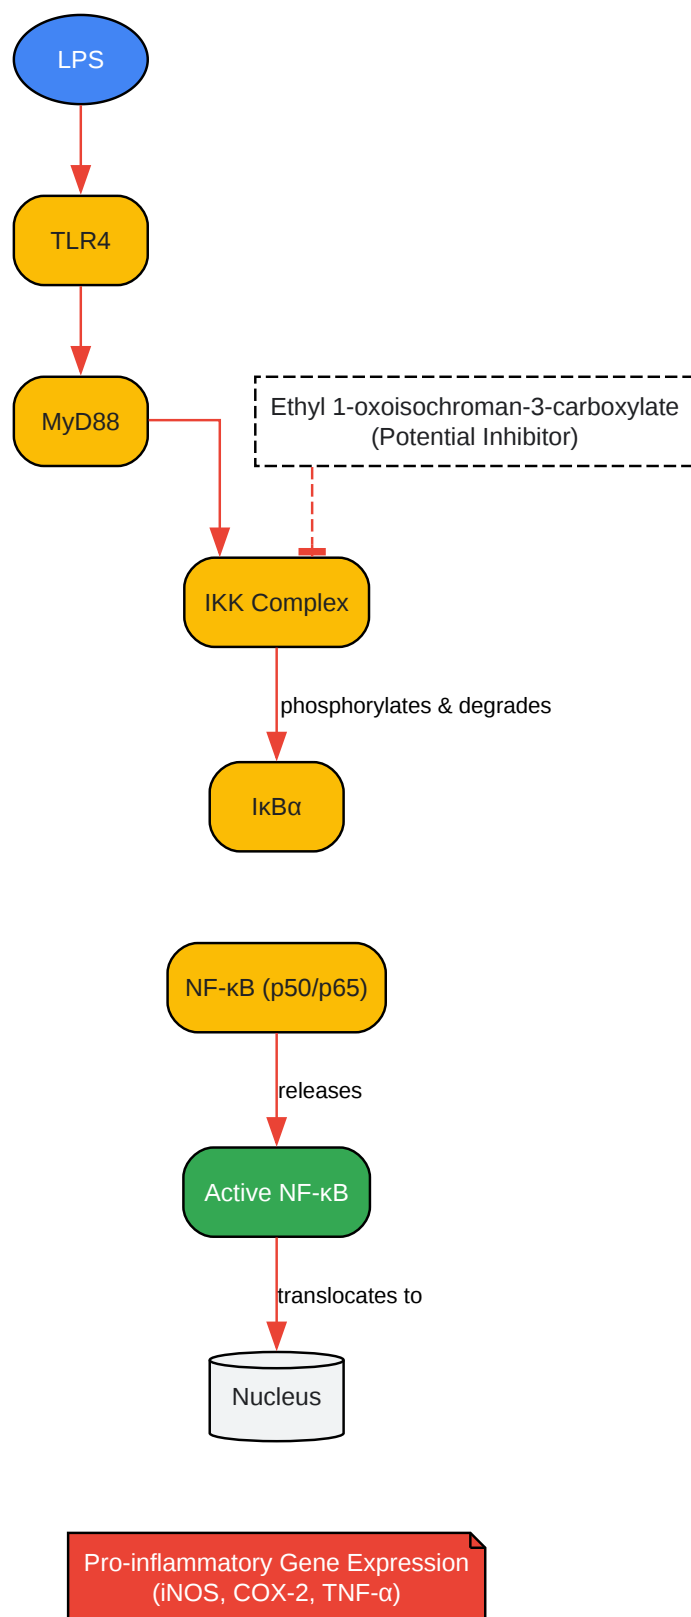 LPS
TLR4
MyD88
Ethyl 1-oxoisochroman-3-carboxylate
(Potential Inhibitor)
IKK Complex
phosphorylates & degrades
IκBα
NF-κB (p50/p65)
releases
Active NF-κB
translocates to
Nucleus
Pro-inflammatory Gene Expression
(iNOS, COX-2, TNF-α)